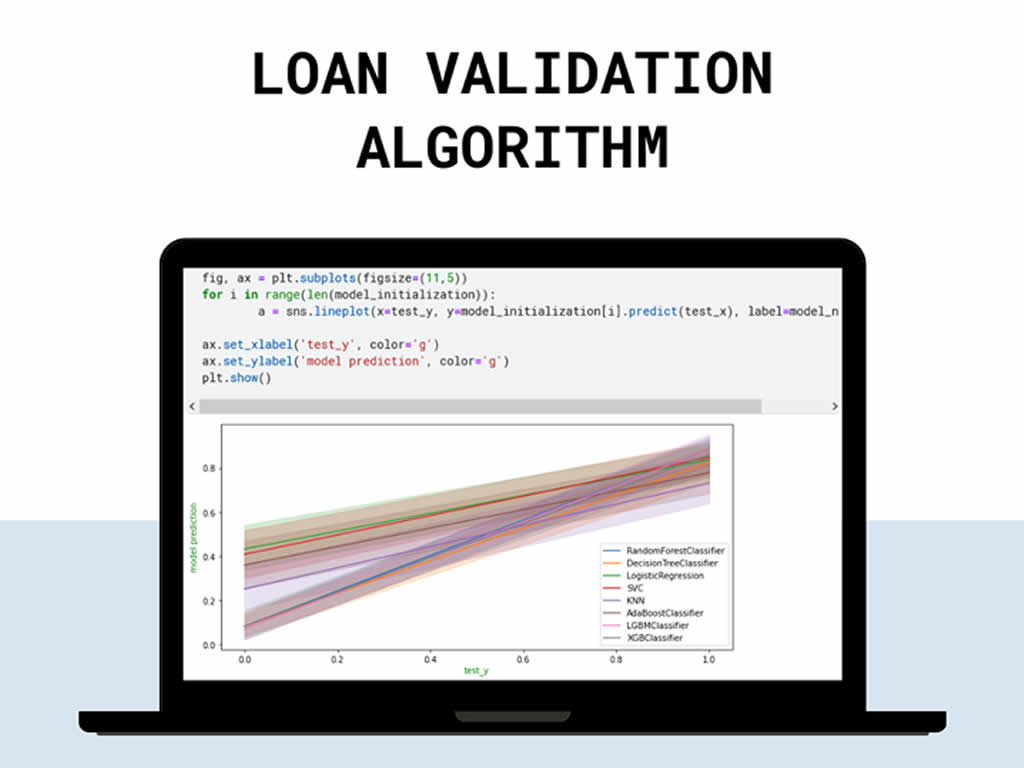 LOAN VALIDATION
ALGORITHM
fig, ax = plt.subplots(figsize=(11,5))
for i in range(len(model_initialization)):
a = sns.lineplot(x=test_y, y=model_initialization[i].predict(test_x), label=model_n
ax.set_xlabel('test_y', color='g')
ax.set_ylabel('model prediction', color='g')
plt.show()
0.8
0.6
0.4
0.2
0.0
model prediction
RandomForestClassifier
DecisionTreeClassifier
LogisticRegression
SVC
KNN
AdaBoostClassifier
LGBMClassifier
XGBClassifier
0.0 0.2 0.4 0.6 0.8 1.0
test_y